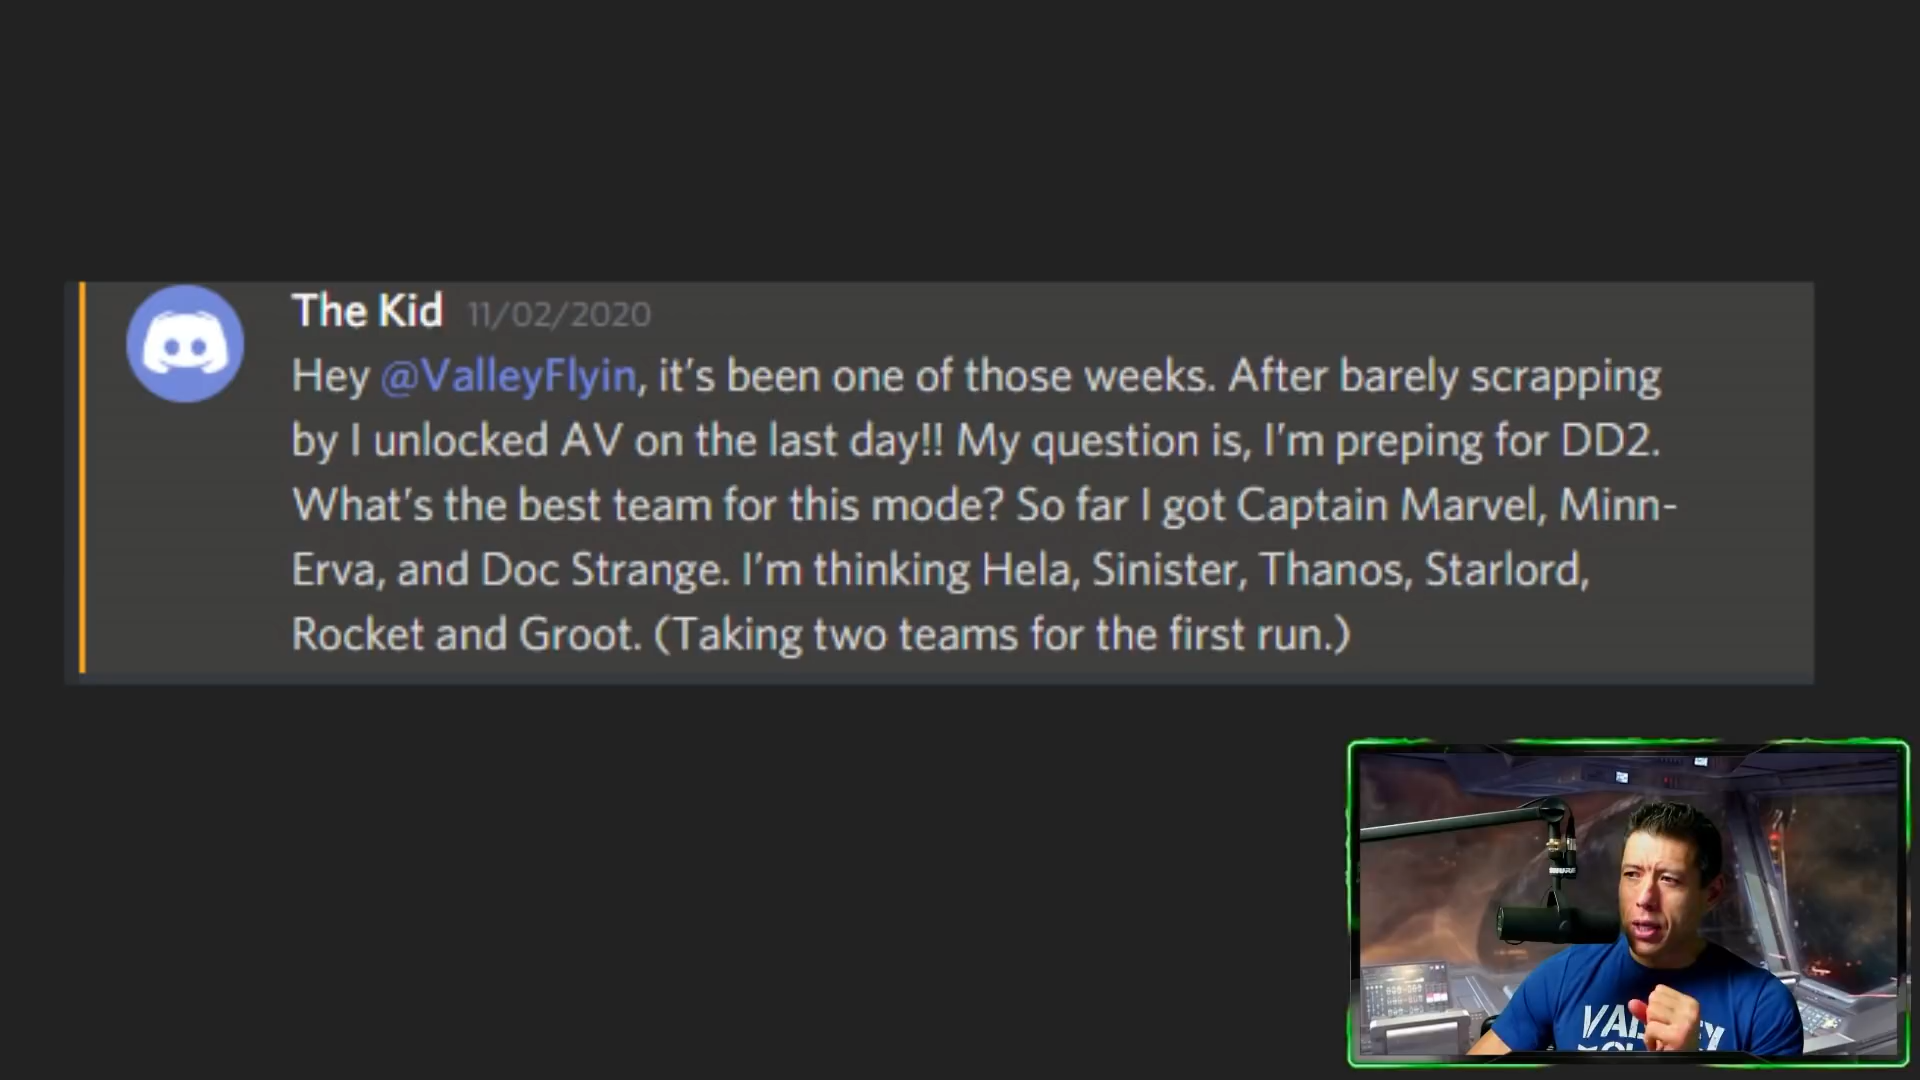 The Kid 11/02/2020
Hey @ValleyFlyin, it's been one of those weeks. After barely scrapping
by I unlocked AV on the last day!! My question is, I'm preping for DD2.
What's the best team for this mode? So far I got Captain Marvel, Minn-
Erva, and Doc Strange. I'm thinking Hela, Sinister, Thanos, Starlord,
Rocket and Groot. (Taking two teams for the first run.)